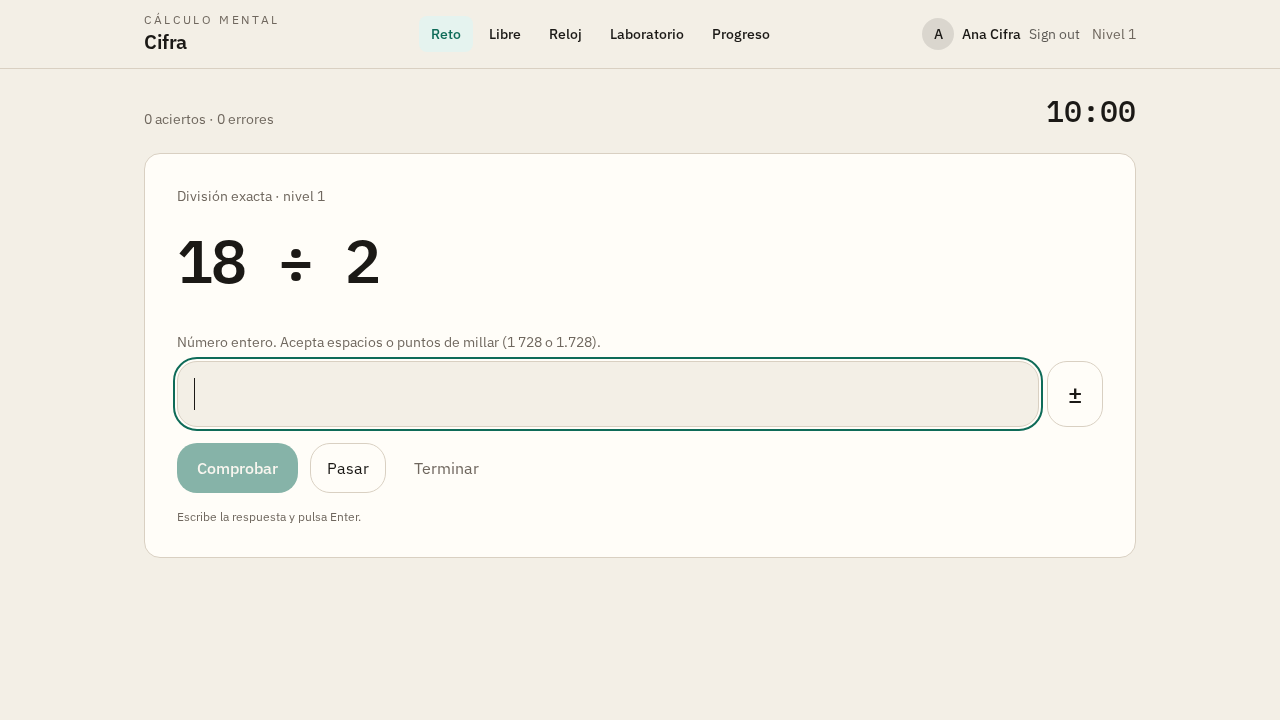 CÁLCULO MENTAL
Cifra
Reto
Libre
Reloj
Laboratorio
Progreso
A
Ana Cifra
Sign out
Nivel 1
0 aciertos · 0 errores
10:00
División exacta · nivel 1
18 ÷ 2
Número entero. Acepta espacios o puntos de millar (1 728 o 1.728).
±
Comprobar
Pasar
Terminar
Escribe la respuesta y pulsa Enter.